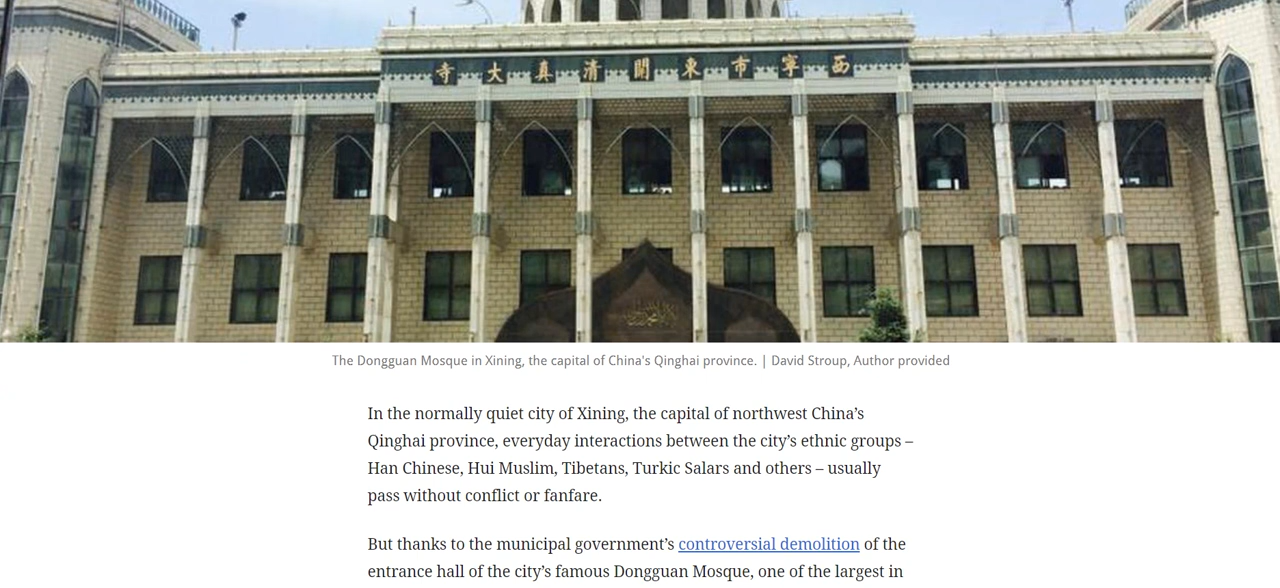 西寧市東關清真大寺
The Dongguan Mosque in Xining, the capital of China's Qinghai province. | David Stroup, Author provided
In the normally quiet city of Xining, the capital of northwest China’s
Qinghai province, everyday interactions between the city’s ethnic groups –
Han Chinese, Hui Muslim, Tibetans, Turkic Salars and others – usually
pass without conflict or fanfare.
But thanks to the municipal government’s controversial demolition of the
entrance hall of the city’s famous Dongguan Mosque, one of the largest in